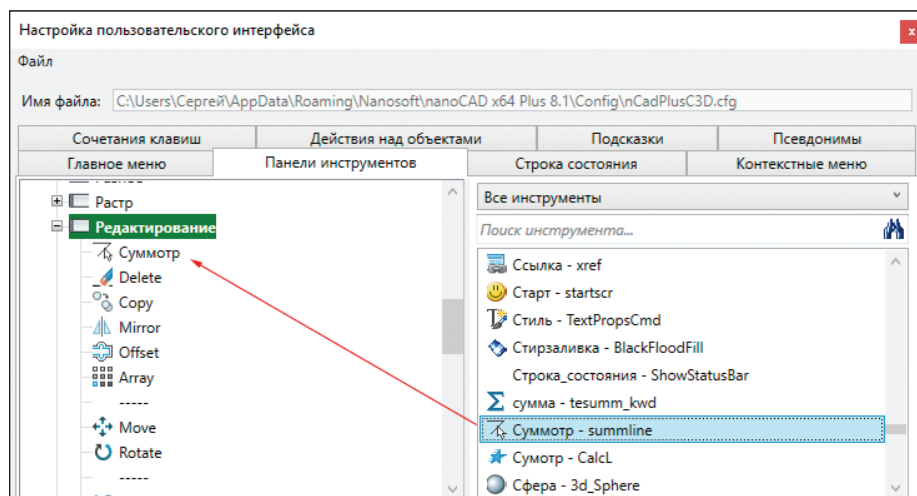 Настройка пользовательского интерфейса
x
Файл
Имя файла: C:\Users\Сергей\AppData\Roaming\Nanosoft\nanoCAD x64 Plus 8.1\Config\nCadPlusC3D.cfg
Сочетания клавиш Действия над объектами Подсказки Псевдонимы
Главное меню Панели инструментов Строка состояния Контекстные меню
Растр
Редактирование
Суммотр
Delete
Copy
Mirror
Offset
Array
-----
Move
Rotate
-----
Все инструменты
Поиск инструмента...
Ссылка - xref
Старт - startscr
Стиль - TextPropsCmd
Стирзаливка - BlackFloodFill
Строка_состояния - ShowStatusBar
сумма - tesumm_kwd
Суммотр - summline
Сумотр - CalcL
Сфера - 3d_Sphere